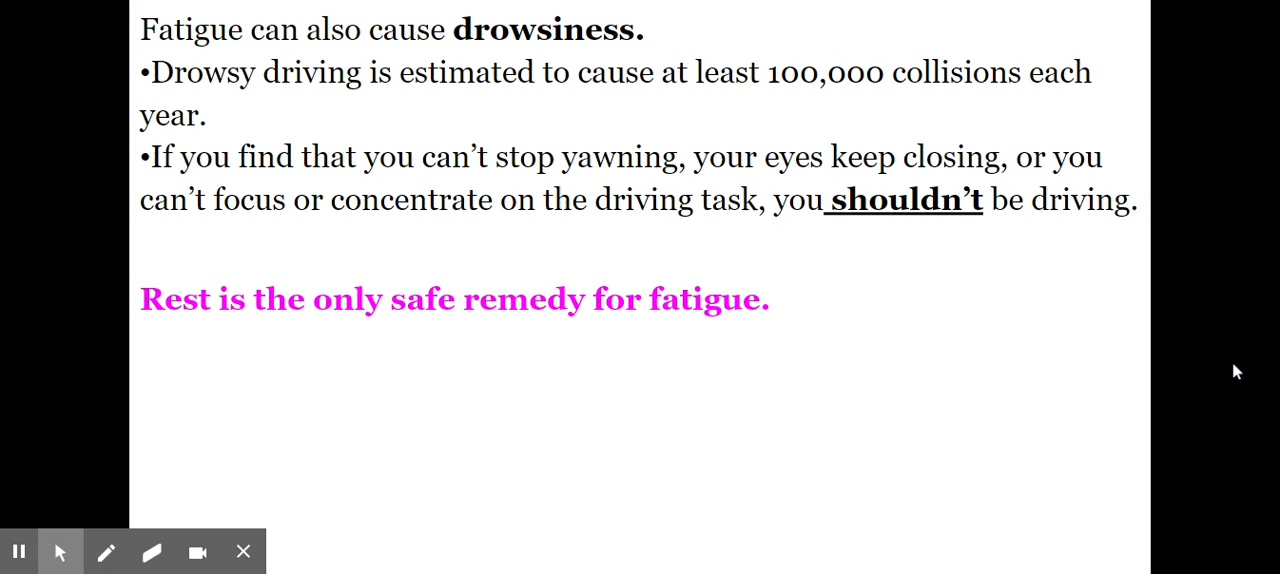 Fatigue can also cause drowsiness.
•Drowsy driving is estimated to cause at least 100,000 collisions each
year.
•If you find that you can’t stop yawning, your eyes keep closing, or you
can’t focus or concentrate on the driving task, you shouldn’t be driving.
Rest is the only safe remedy for fatigue.